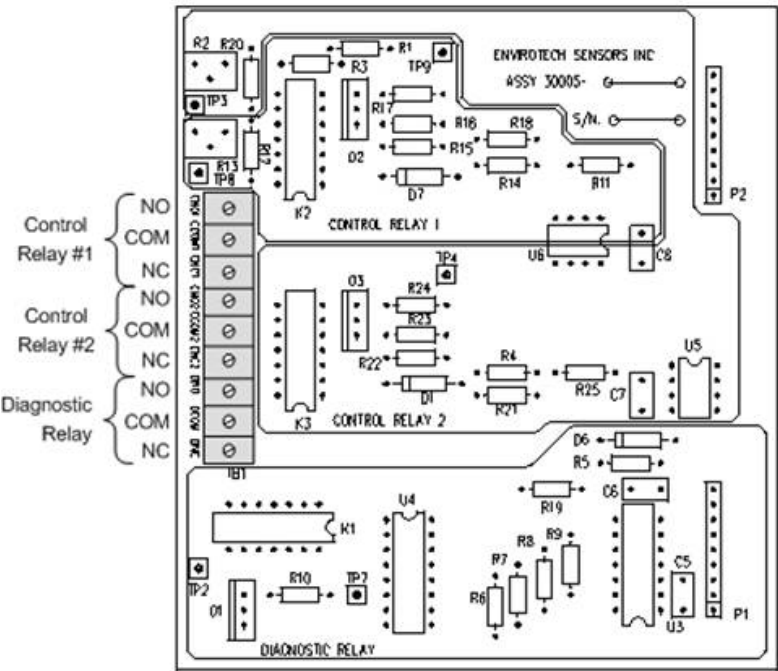 R2
R20
R1
R3
TP9
ENVIROTECH SENSORS INC
ASSY 30005-
S/N.
TP3
R17
R16
R18
R15
R13
R12
TP8
Q2
D7
R14
R11
P2
K2
CONTROL RELAY 1
U6
C8
Control
Relay #1
NO
COM
NC
Control
Relay #2
NO
COM
NC
Diagnostic
Relay
NO
COM
NC
TP4
Q3
R24
R23
R22
R4
R25
C7
U5
D1
R21
K3
CONTROL RELAY 2
D6
R5
R19
C6
K1
U4
R9
R8
R7
R6
C5
U3
P1
TP2
R10
TP7
Q1
DIAGNOSTIC RELAY